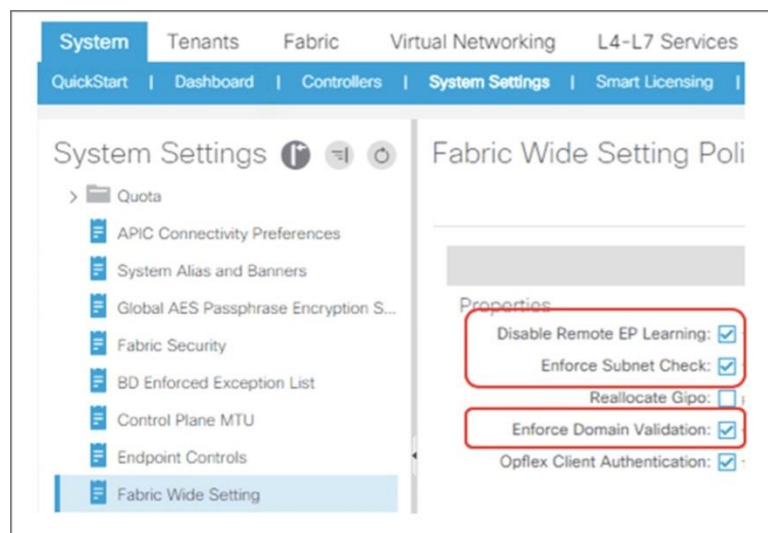 System Tenants Fabric Virtual Networking L4-L7 Services
QuickStart | Dashboard | Controllers | System Settings | Smart Licensing |
System Settings
Quota
APIC Connectivity Preferences
System Alias and Banners
Global AES Passphrase Encryption S...
Fabric Security
BD Enforced Exception List
Control Plane MTU
Endpoint Controls
Fabric Wide Setting
Fabric Wide Setting Poli
Properties
Disable Remote EP Learning:
Enforce Subnet Check:
Reallocate Gipo:
Enforce Domain Validation:
Opflex Client Authentication: